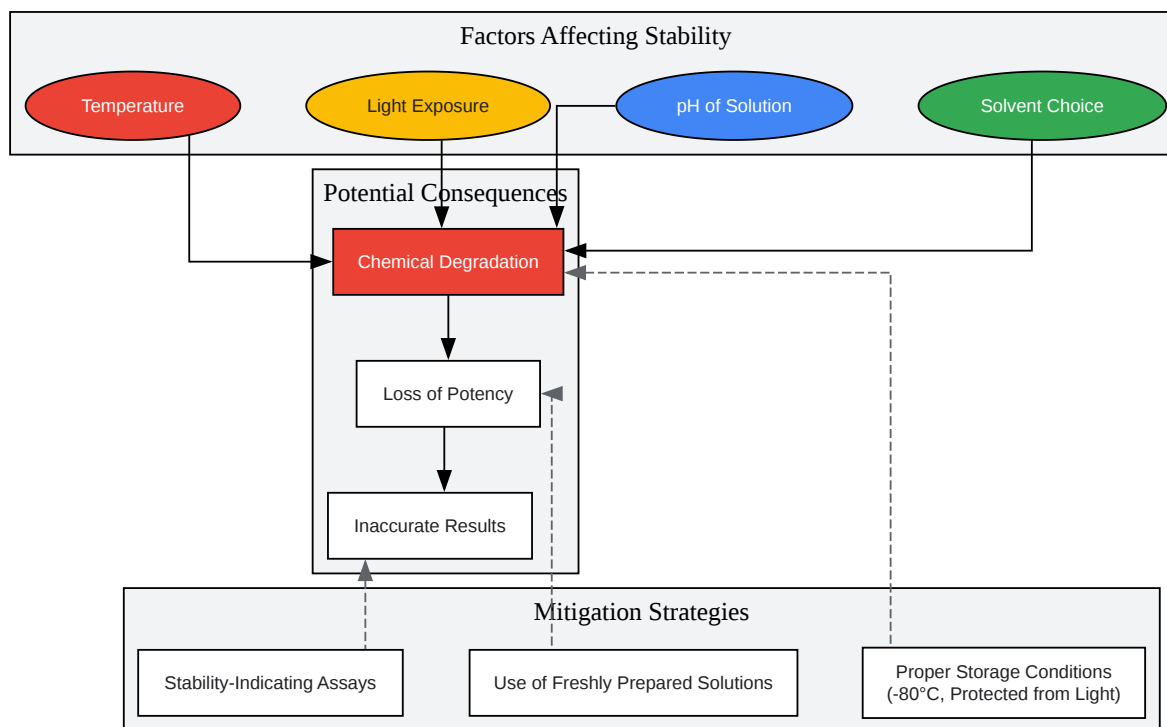 Factors Affecting Stability
Temperature
Light Exposure
pH of Solution
Solvent Choice
Potential Consequences
Chemical Degradation
Loss of Potency
Inaccurate Results
Mitigation Strategies
Stability-Indicating Assays
Use of Freshly Prepared Solutions
Proper Storage Conditions
(-80°C, Protected from Light)